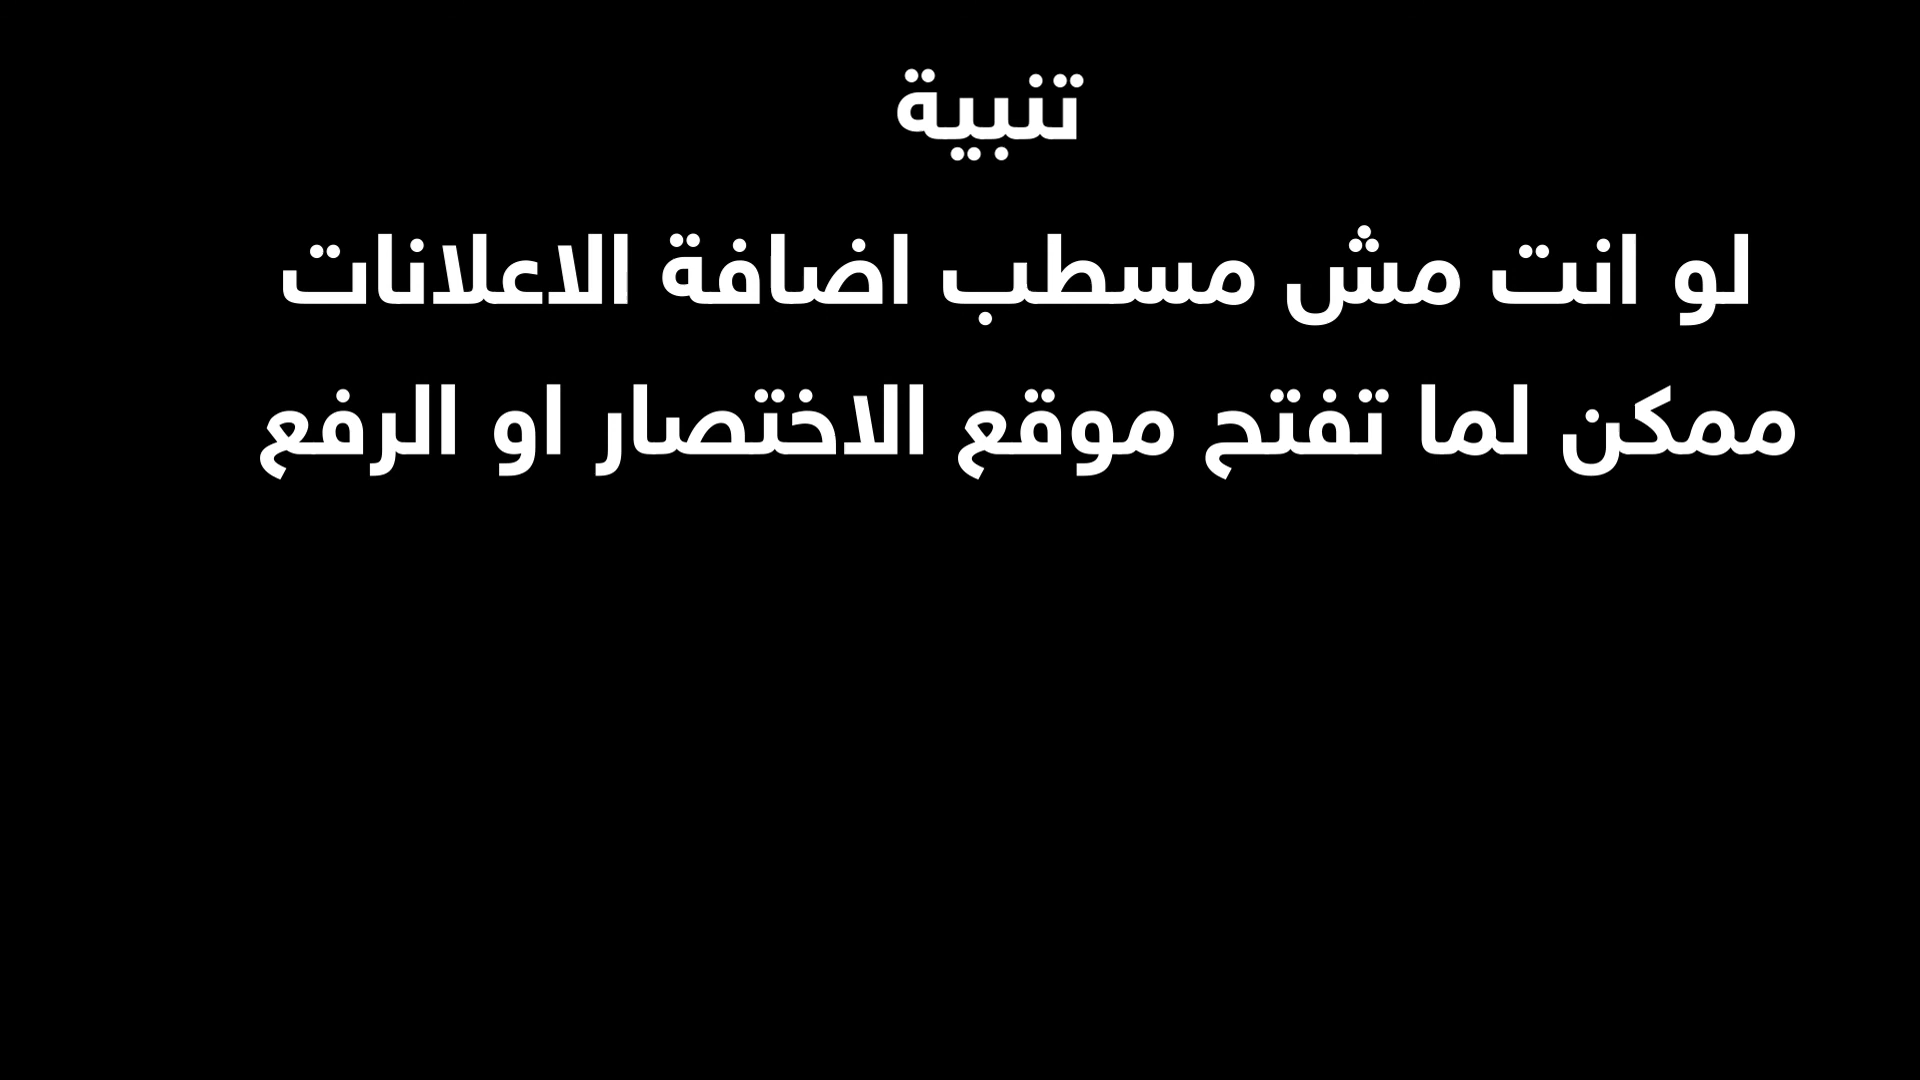 تنبية
لو انت مش مسطب اضافة الاعلانات
ممكن لما تفتح موقع الاختصار او الرفع